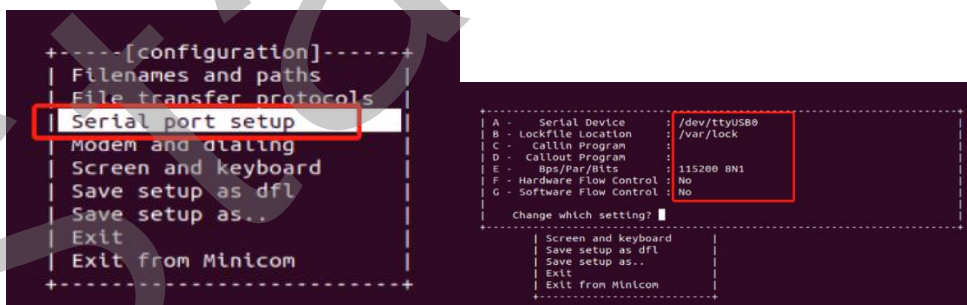 +-----[configuration]------+
| Filenames and paths |
| File transfer protocols |
| Serial port setup |
| Modem and dialing |
| Screen and keyboard |
| Save setup as dfl |
| Save setup as.. |
| Exit |
| Exit from Minicom |
+--------------------------+
| A - Serial Device : /dev/ttyUSB0
| B - Lockfile Location : /var/lock
| C - Callin Program :
| D - Callout Program :
| E - Bps/Par/Bits : 115200 8N1
| F - Hardware Flow Control : No
| G - Software Flow Control : No
| Change which setting?
| Screen and keyboard |
| Save setup as dfl |
| Save setup as.. |
| Exit |
| Exit from Minicom |
+--------------------------+